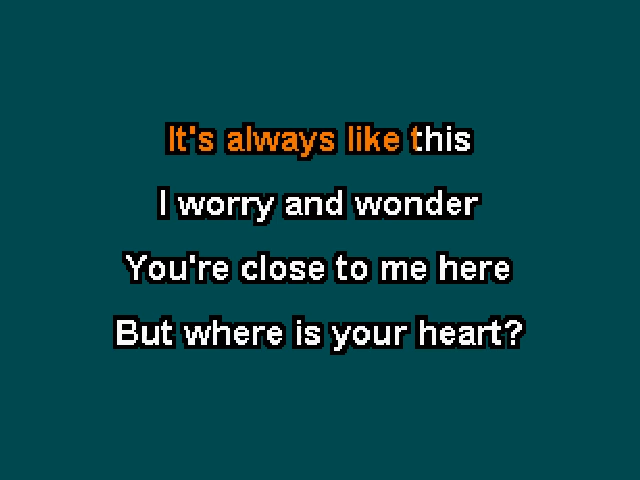 It's always like this
I worry and wonder
You're close to me here
But where is your heart?